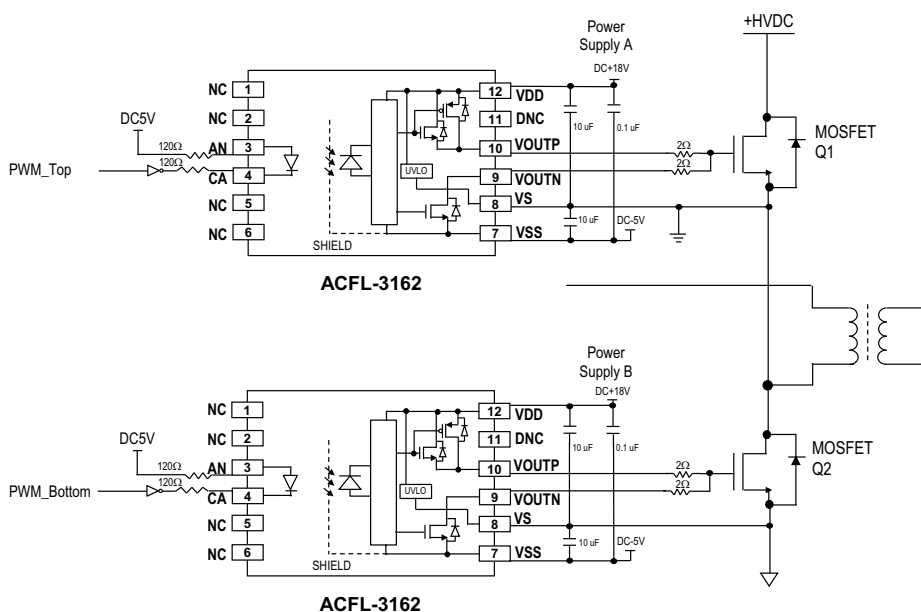 +HVDC
Power
Supply A
DC+18V
NC 1
12 VDD
NC 2
11 DNC
DC5V
10 uF
0.1 uF
MOSFET
Q1
120Ω
AN 3
10 VOUTP
2Ω
PWM_Top
120Ω
CA 4
UVLO
9 VOUTN
2Ω
NC 5
8 VS
10 uF
DC-5V
NC 6
7 VSS
SHIELD
ACFL-3162
Power
Supply B
DC+18V
NC 1
12 VDD
NC 2
11 DNC
DC5V
10 uF
0.1 uF
MOSFET
Q2
120Ω
AN 3
10 VOUTP
2Ω
PWM_Bottom
120Ω
CA 4
UVLO
9 VOUTN
2Ω
NC 5
8 VS
10 uF
DC-5V
NC 6
7 VSS
SHIELD
ACFL-3162